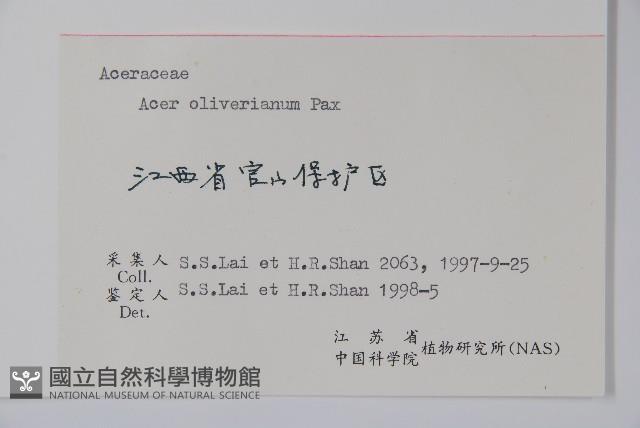 Aceraceae
Acer oliverianum Pax
江西省官山保护区
采集人 S.S.Lai et H.R.Shan 2063, 1997-9-25
Coll.
鉴定人 S.S.Lai et H.R.Shan 1998-5
Det.
江苏省
中国科学院 植物研究所(NAS)
國立自然科學博物館
NATIONAL MUSEUM OF NATURAL SCIENCE